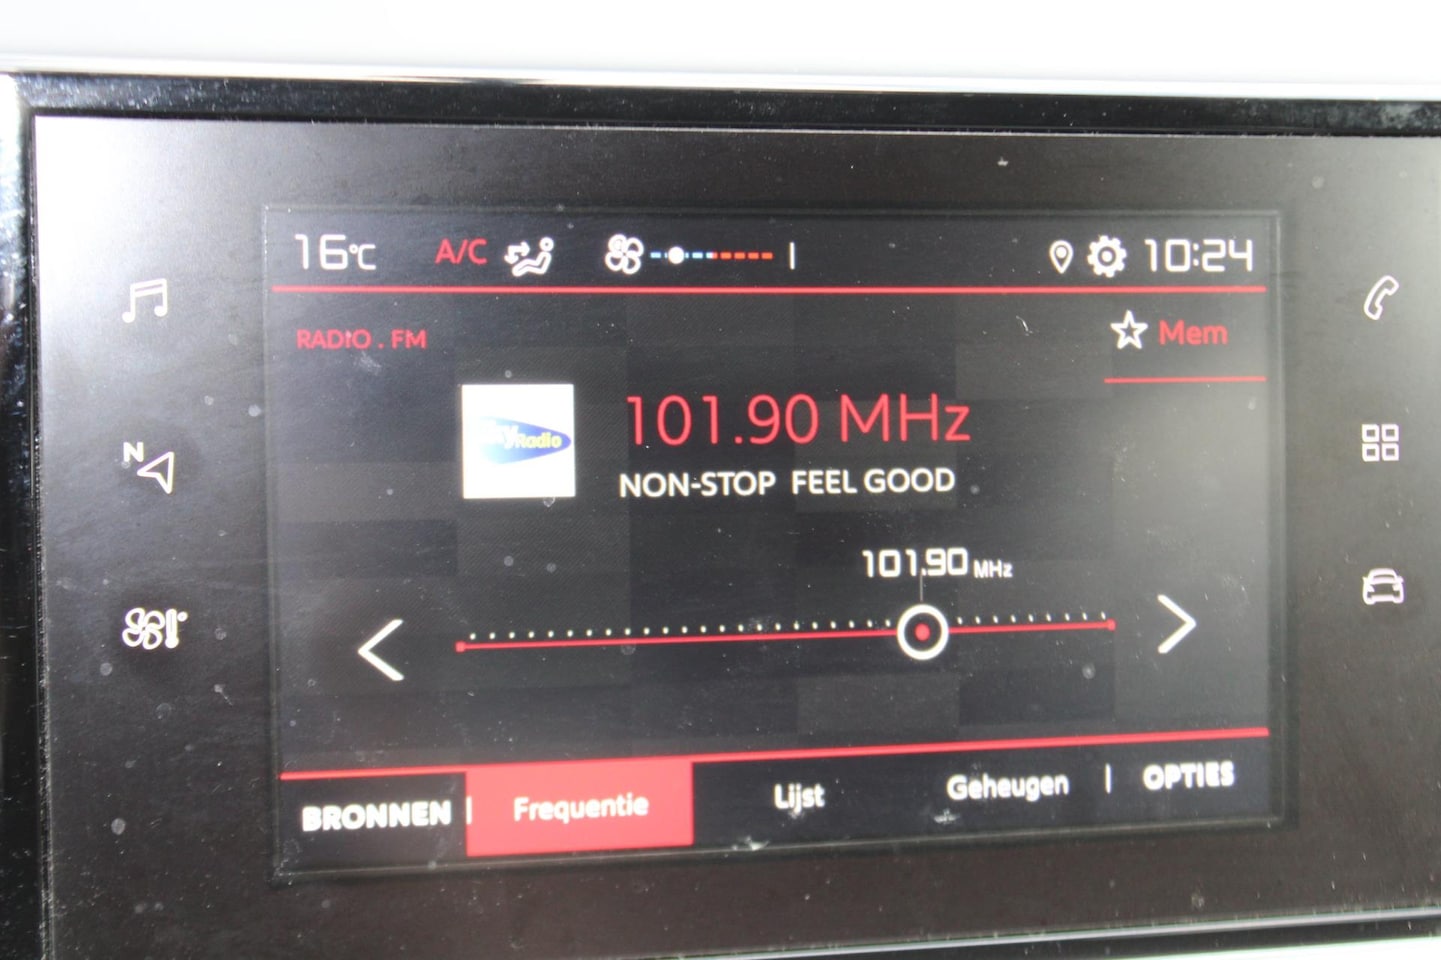 16°C A/C 10:24
RADIO . FM
Mem
Radio
101.90 MHz
NON-STOP FEEL GOOD
101.90 MHz
N
BRONNEN Frequentie Lijst Geheugen OPTIES